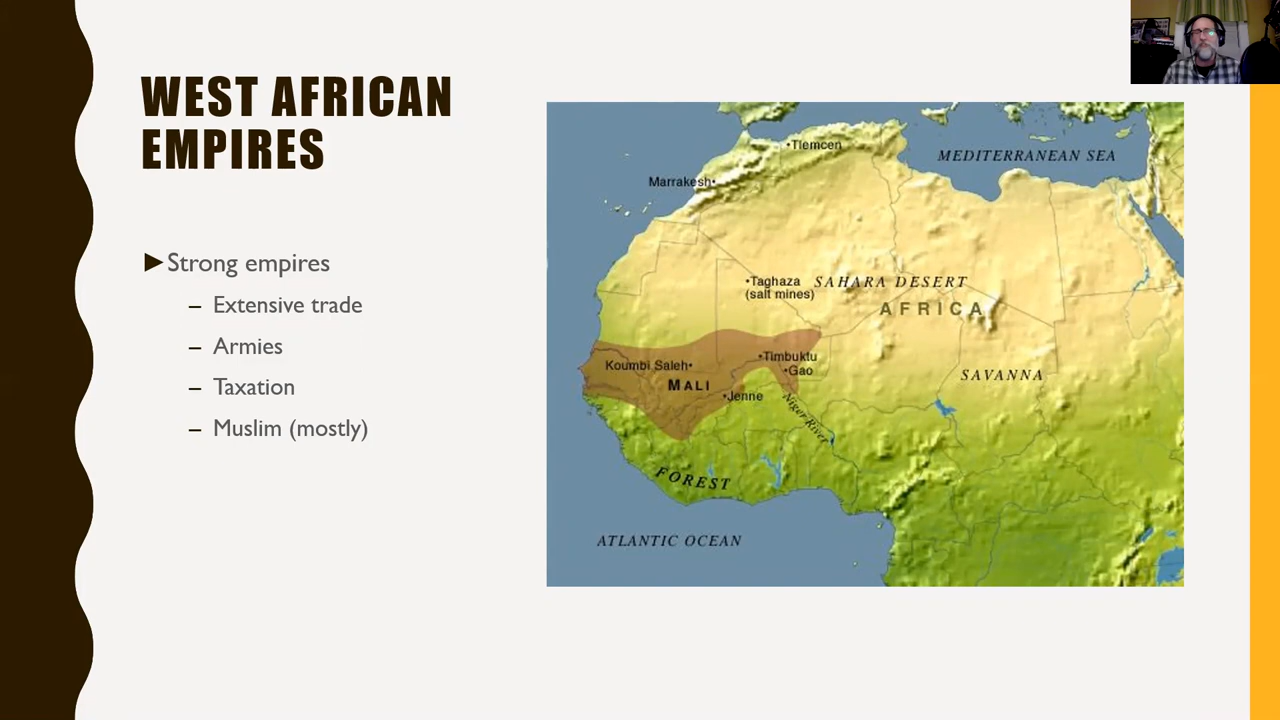 WEST AFRICAN
EMPIRES
►Strong empires
– Extensive trade
– Armies
– Taxation
– Muslim (mostly)
•Tlemcen
MEDITERRANEAN SEA
Marrakesh•
•Taghaza
(salt mines)
SAHARA DESERT
AFRICA
•Timbuktu
Koumbi Saleh•
•Gao
MALI
SAVANNA
•Jenne
Niger River
FOREST
ATLANTIC OCEAN